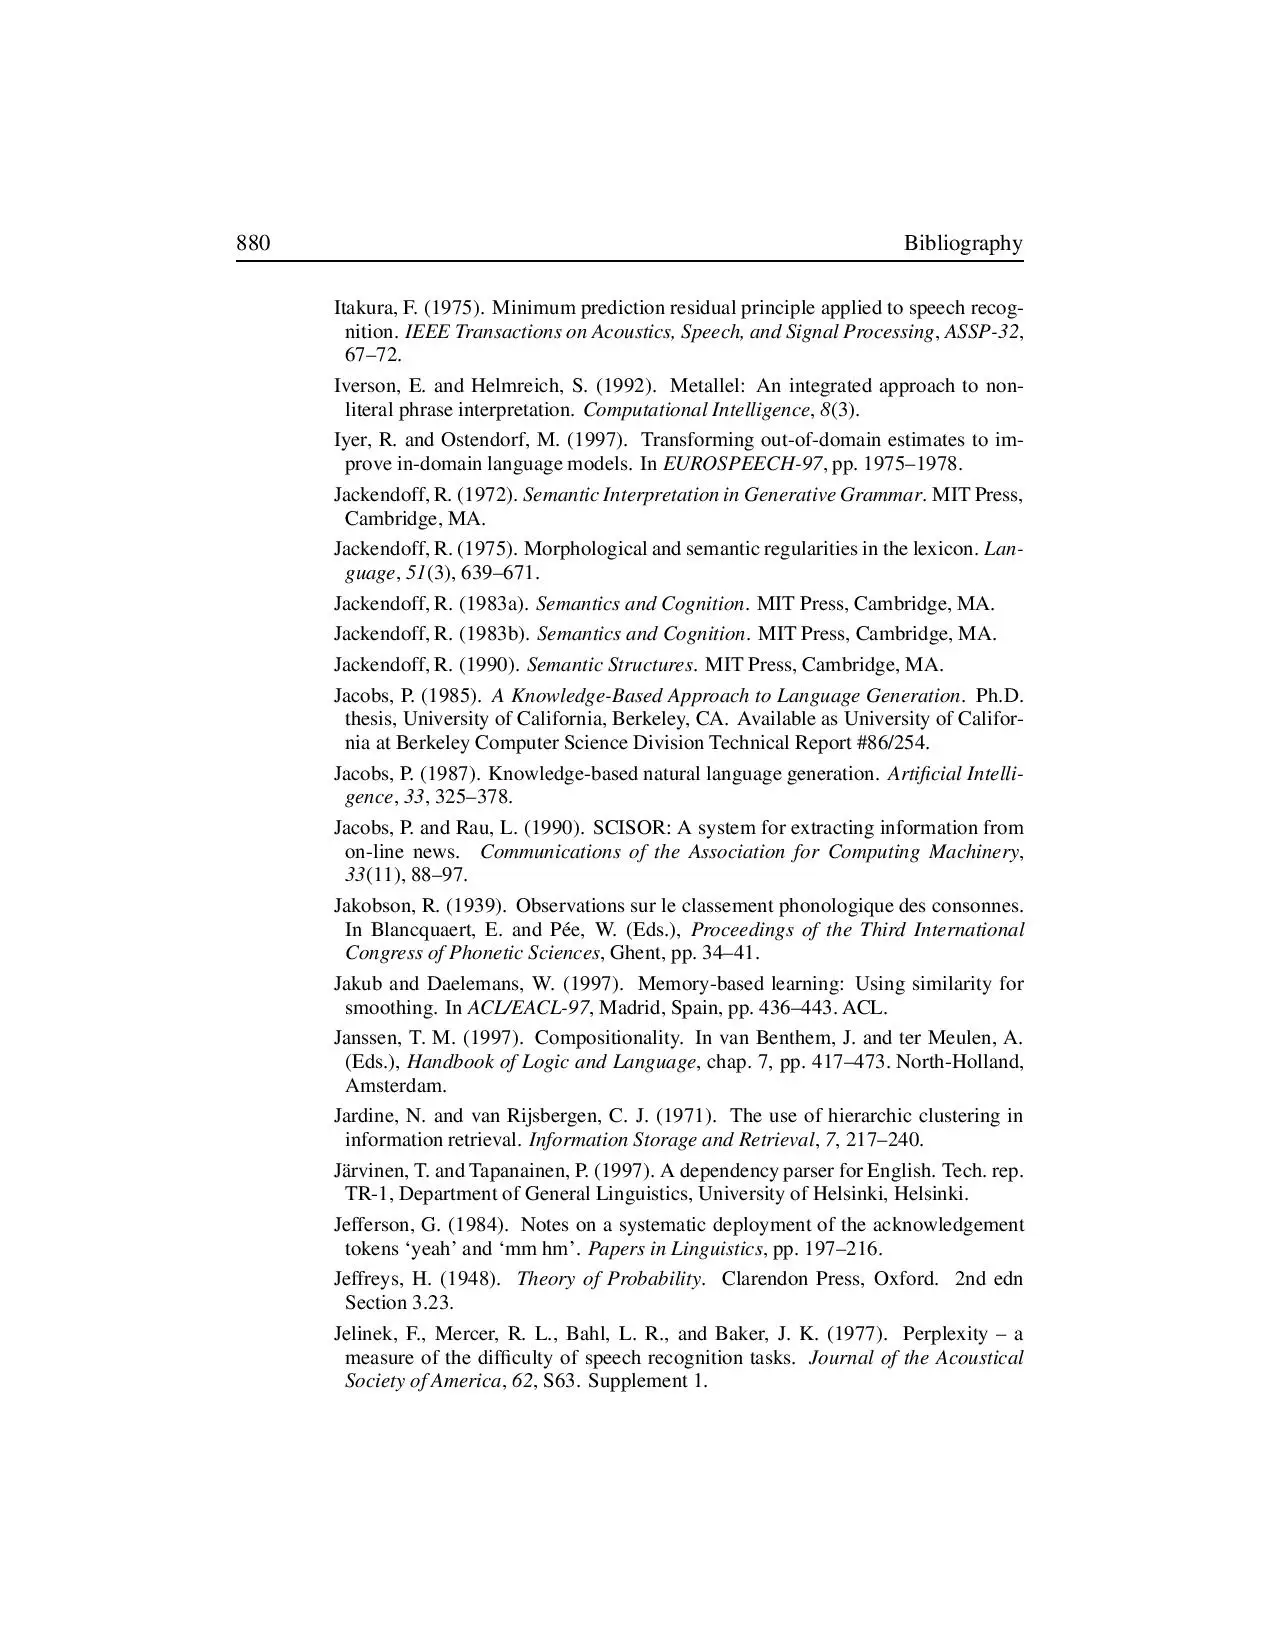 880 Bibliography
Itakura, F. (1975). Minimum prediction residual principle applied to speech recog-
nition. IEEE Transactions on Acoustics, Speech, and Signal Processing, ASSP-32,
67–72.
Iverson, E. and Helmreich, S. (1992). Metallel: An integrated approach to non-
literal phrase interpretation. Computational Intelligence, 8(3).
Iyer, R. and Ostendorf, M. (1997). Transforming out-of-domain estimates to im-
prove in-domain language models. In EUROSPEECH-97, pp. 1975–1978.
Jackendoff, R. (1972). Semantic Interpretation in Generative Grammar. MIT Press,
Cambridge, MA.
Jackendoff, R. (1975). Morphological and semantic regularities in the lexicon. Lan-
guage, 51(3), 639–671.
Jackendoff, R. (1983a). Semantics and Cognition. MIT Press, Cambridge, MA.
Jackendoff, R. (1983b). Semantics and Cognition. MIT Press, Cambridge, MA.
Jackendoff, R. (1990). Semantic Structures. MIT Press, Cambridge, MA.
Jacobs, P. (1985). A Knowledge-Based Approach to Language Generation. Ph.D.
thesis, University of California, Berkeley, CA. Available as University of Califor-
nia at Berkeley Computer Science Division Technical Report #86/254.
Jacobs, P. (1987). Knowledge-based natural language generation. Artificial Intelli-
gence, 33, 325–378.
Jacobs, P. and Rau, L. (1990). SCISOR: A system for extracting information from
on-line news. Communications of the Association for Computing Machinery,
33(11), 88–97.
Jakobson, R. (1939). Observations sur le classement phonologique des consonnes.
In Blancquaert, E. and Pée, W. (Eds.), Proceedings of the Third International
Congress of Phonetic Sciences, Ghent, pp. 34–41.
Jakub and Daelemans, W. (1997). Memory-based learning: Using similarity for
smoothing. In ACL/EACL-97, Madrid, Spain, pp. 436–443. ACL.
Janssen, T. M. (1997). Compositionality. In van Benthem, J. and ter Meulen, A.
(Eds.), Handbook of Logic and Language, chap. 7, pp. 417–473. North-Holland,
Amsterdam.
Jardine, N. and van Rijsbergen, C. J. (1971). The use of hierarchic clustering in
information retrieval. Information Storage and Retrieval, 7, 217–240.
Järvinen, T. and Tapanainen, P. (1997). A dependency parser for English. Tech. rep.
TR-1, Department of General Linguistics, University of Helsinki, Helsinki.
Jefferson, G. (1984). Notes on a systematic deployment of the acknowledgement
tokens ‘yeah’ and ‘mm hm’. Papers in Linguistics, pp. 197–216.
Jeffreys, H. (1948). Theory of Probability. Clarendon Press, Oxford. 2nd edn
Section 3.23.
Jelinek, F., Mercer, R. L., Bahl, L. R., and Baker, J. K. (1977). Perplexity – a
measure of the difficulty of speech recognition tasks. Journal of the Acoustical
Society of America, 62, S63. Supplement 1.